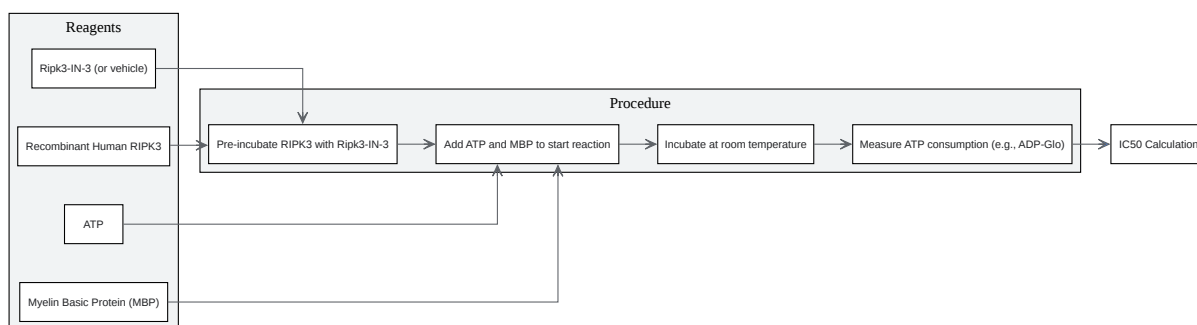 Reagents
Ripk3-IN-3 (or vehicle)
Procedure
Recombinant Human RIPK3
Pre-incubate RIPK3 with Ripk3-IN-3
Add ATP and MBP to start reaction
Incubate at room temperature
Measure ATP consumption (e.g., ADP-Glo)
IC50 Calculation
ATP
Myelin Basic Protein (MBP)